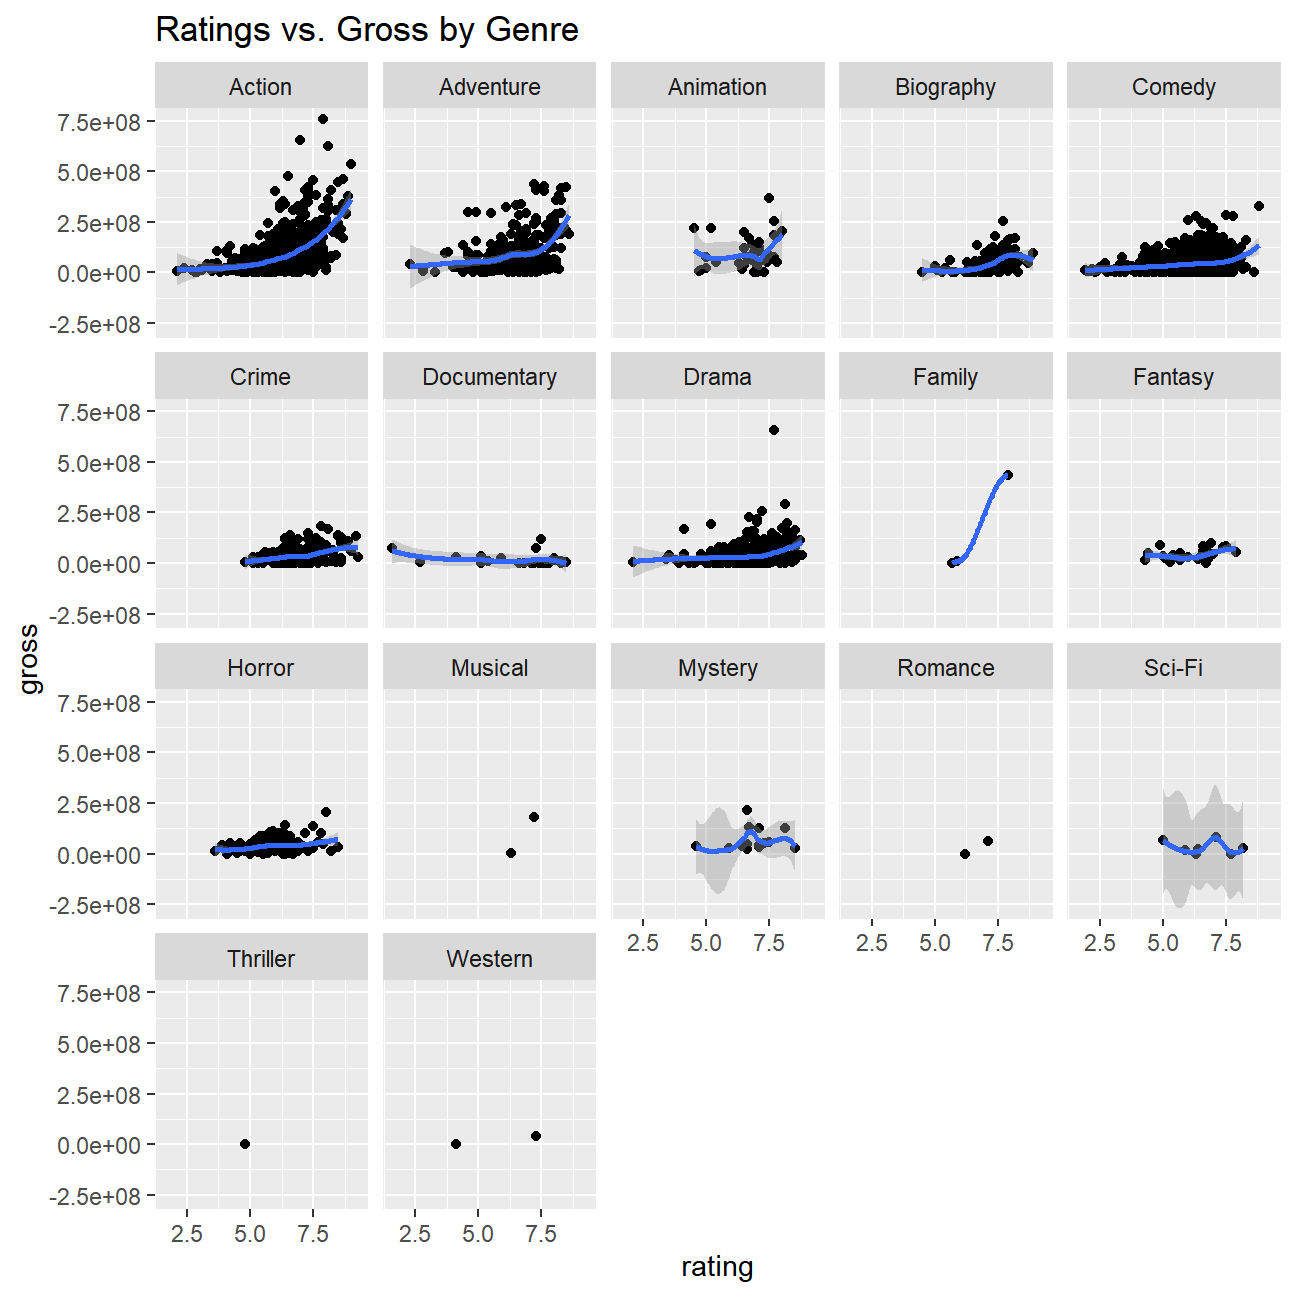 Ratings vs. Gross by Genre
Action Adventure Animation Biography Comedy
7.5e+08
5.0e+08
2.5e+08
0.0e+00
-2.5e+08
Crime Documentary Drama Family Fantasy
7.5e+08
5.0e+08
2.5e+08
0.0e+00
-2.5e+08
gross
Horror Musical Mystery Romance Sci-Fi
7.5e+08
5.0e+08
2.5e+08
0.0e+00
-2.5e+08
2.5 5.0 7.5 2.5 5.0 7.5 2.5 5.0 7.5
Thriller Western
7.5e+08
5.0e+08
2.5e+08
0.0e+00
-2.5e+08
2.5 5.0 7.5 2.5 5.0 7.5
rating